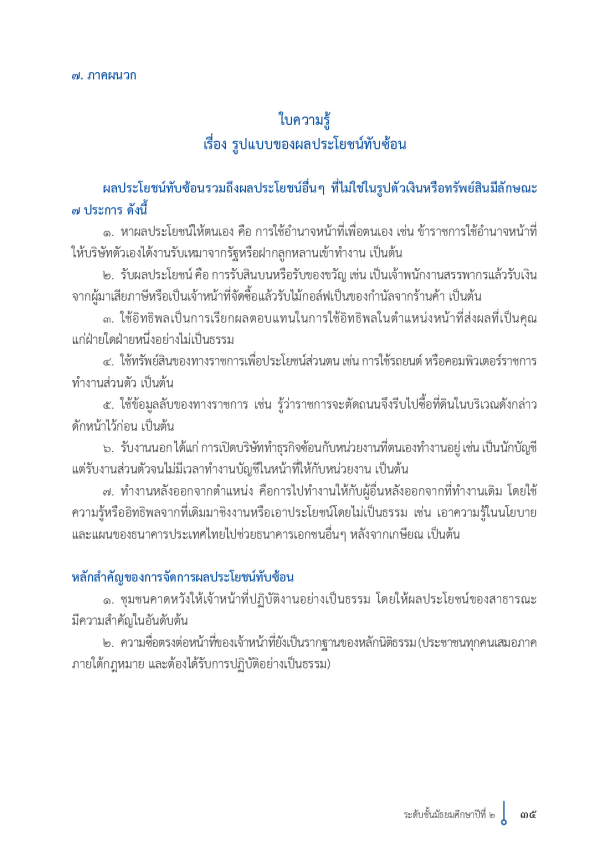 ๗. ภาคผนวก
ใบความรู้
เรื่อง รูปแบบของผลประโยชน์ทับซ้อน
ผลประโยชน์ทับซ้อนรวมถึงผลประโยชน์อื่นๆ ที่ไม่ใช่ในรูปตัวเงินหรือทรัพย์สินมีลักษณะ
๗ ประการ ดังนี้
๑. หาผลประโยชน์ให้ตนเอง คือ การใช้อำนาจหน้าที่เพื่อตนเอง เช่น ข้าราชการใช้อำนาจหน้าที่
ให้บริษัทตัวเองได้งานรับเหมาจากรัฐหรือฝากลูกหลานเข้าทำงาน เป็นต้น
๒. รับผลประโยชน์ คือ การรับสินบนหรือรับของขวัญ เช่น เป็นเจ้าพนักงานสรรพากรแล้วรับเงิน
จากผู้มาเสียภาษีหรือเป็นเจ้าหน้าที่จัดซื้อแล้วรับไม้กอล์ฟเป็นของกำนัลจากร้านค้า เป็นต้น
๓. ใช้อิทธิพลเป็นการเรียกผลตอบแทนในการใช้อิทธิพลในตำแหน่งหน้าที่ส่งผลที่เป็นคุณ
แก่ฝ่ายใดฝ่ายหนึ่งอย่างไม่เป็นธรรม
๔. ใช้ทรัพย์สินของทางราชการเพื่อประโยชน์ส่วนตน เช่น การใช้รถยนต์ หรือคอมพิวเตอร์ราชการ
ทำงานส่วนตัว เป็นต้น
๕. ใช้ข้อมูลลับของทางราชการ เช่น รู้ว่าราชการจะตัดถนนจึงรีบไปซื้อที่ดินในบริเวณดังกล่าว
ดักหน้าไว้ก่อน เป็นต้น
๖. รับงานนอก ได้แก่ การเปิดบริษัททำธุรกิจซ้อนกับหน่วยงานที่ตนเองทำงานอยู่ เช่น เป็นนักบัญชี
แต่รับงานส่วนตัวจนไม่มีเวลาทำงานบัญชีในหน้าที่ให้กับหน่วยงาน เป็นต้น
๗. ทำงานหลังออกจากตำแหน่ง คือการไปทำงานให้กับผู้อื่นหลังออกจากที่ทำงานเดิม โดยใช้
ความรู้หรืออิทธิพลจากที่เดิมมาชิงงานหรือเอาประโยชน์โดยไม่เป็นธรรม เช่น เอาความรู้ในนโยบาย
และแผนของธนาคารประเทศไทยไปช่วยธนาคารเอกชนอื่นๆ หลังจากเกษียณ เป็นต้น
หลักสำคัญของการจัดการผลประโยชน์ทับซ้อน
๑. ชุมชนคาดหวังให้เจ้าหน้าที่ปฏิบัติงานอย่างเป็นธรรม โดยให้ผลประโยชน์ของสาธารณะ
มีความสำคัญในอันดับต้น
๒. ความซื่อตรงต่อหน้าที่ของเจ้าหน้าที่ยังเป็นรากฐานของหลักนิติธรรม (ประชาชนทุกคนเสมอภาค
ภายใต้กฎหมาย และต้องได้รับการปฏิบัติอย่างเป็นธรรม)
ระดับชั้นมัธยมศึกษาปีที่ ๒ ๓๕